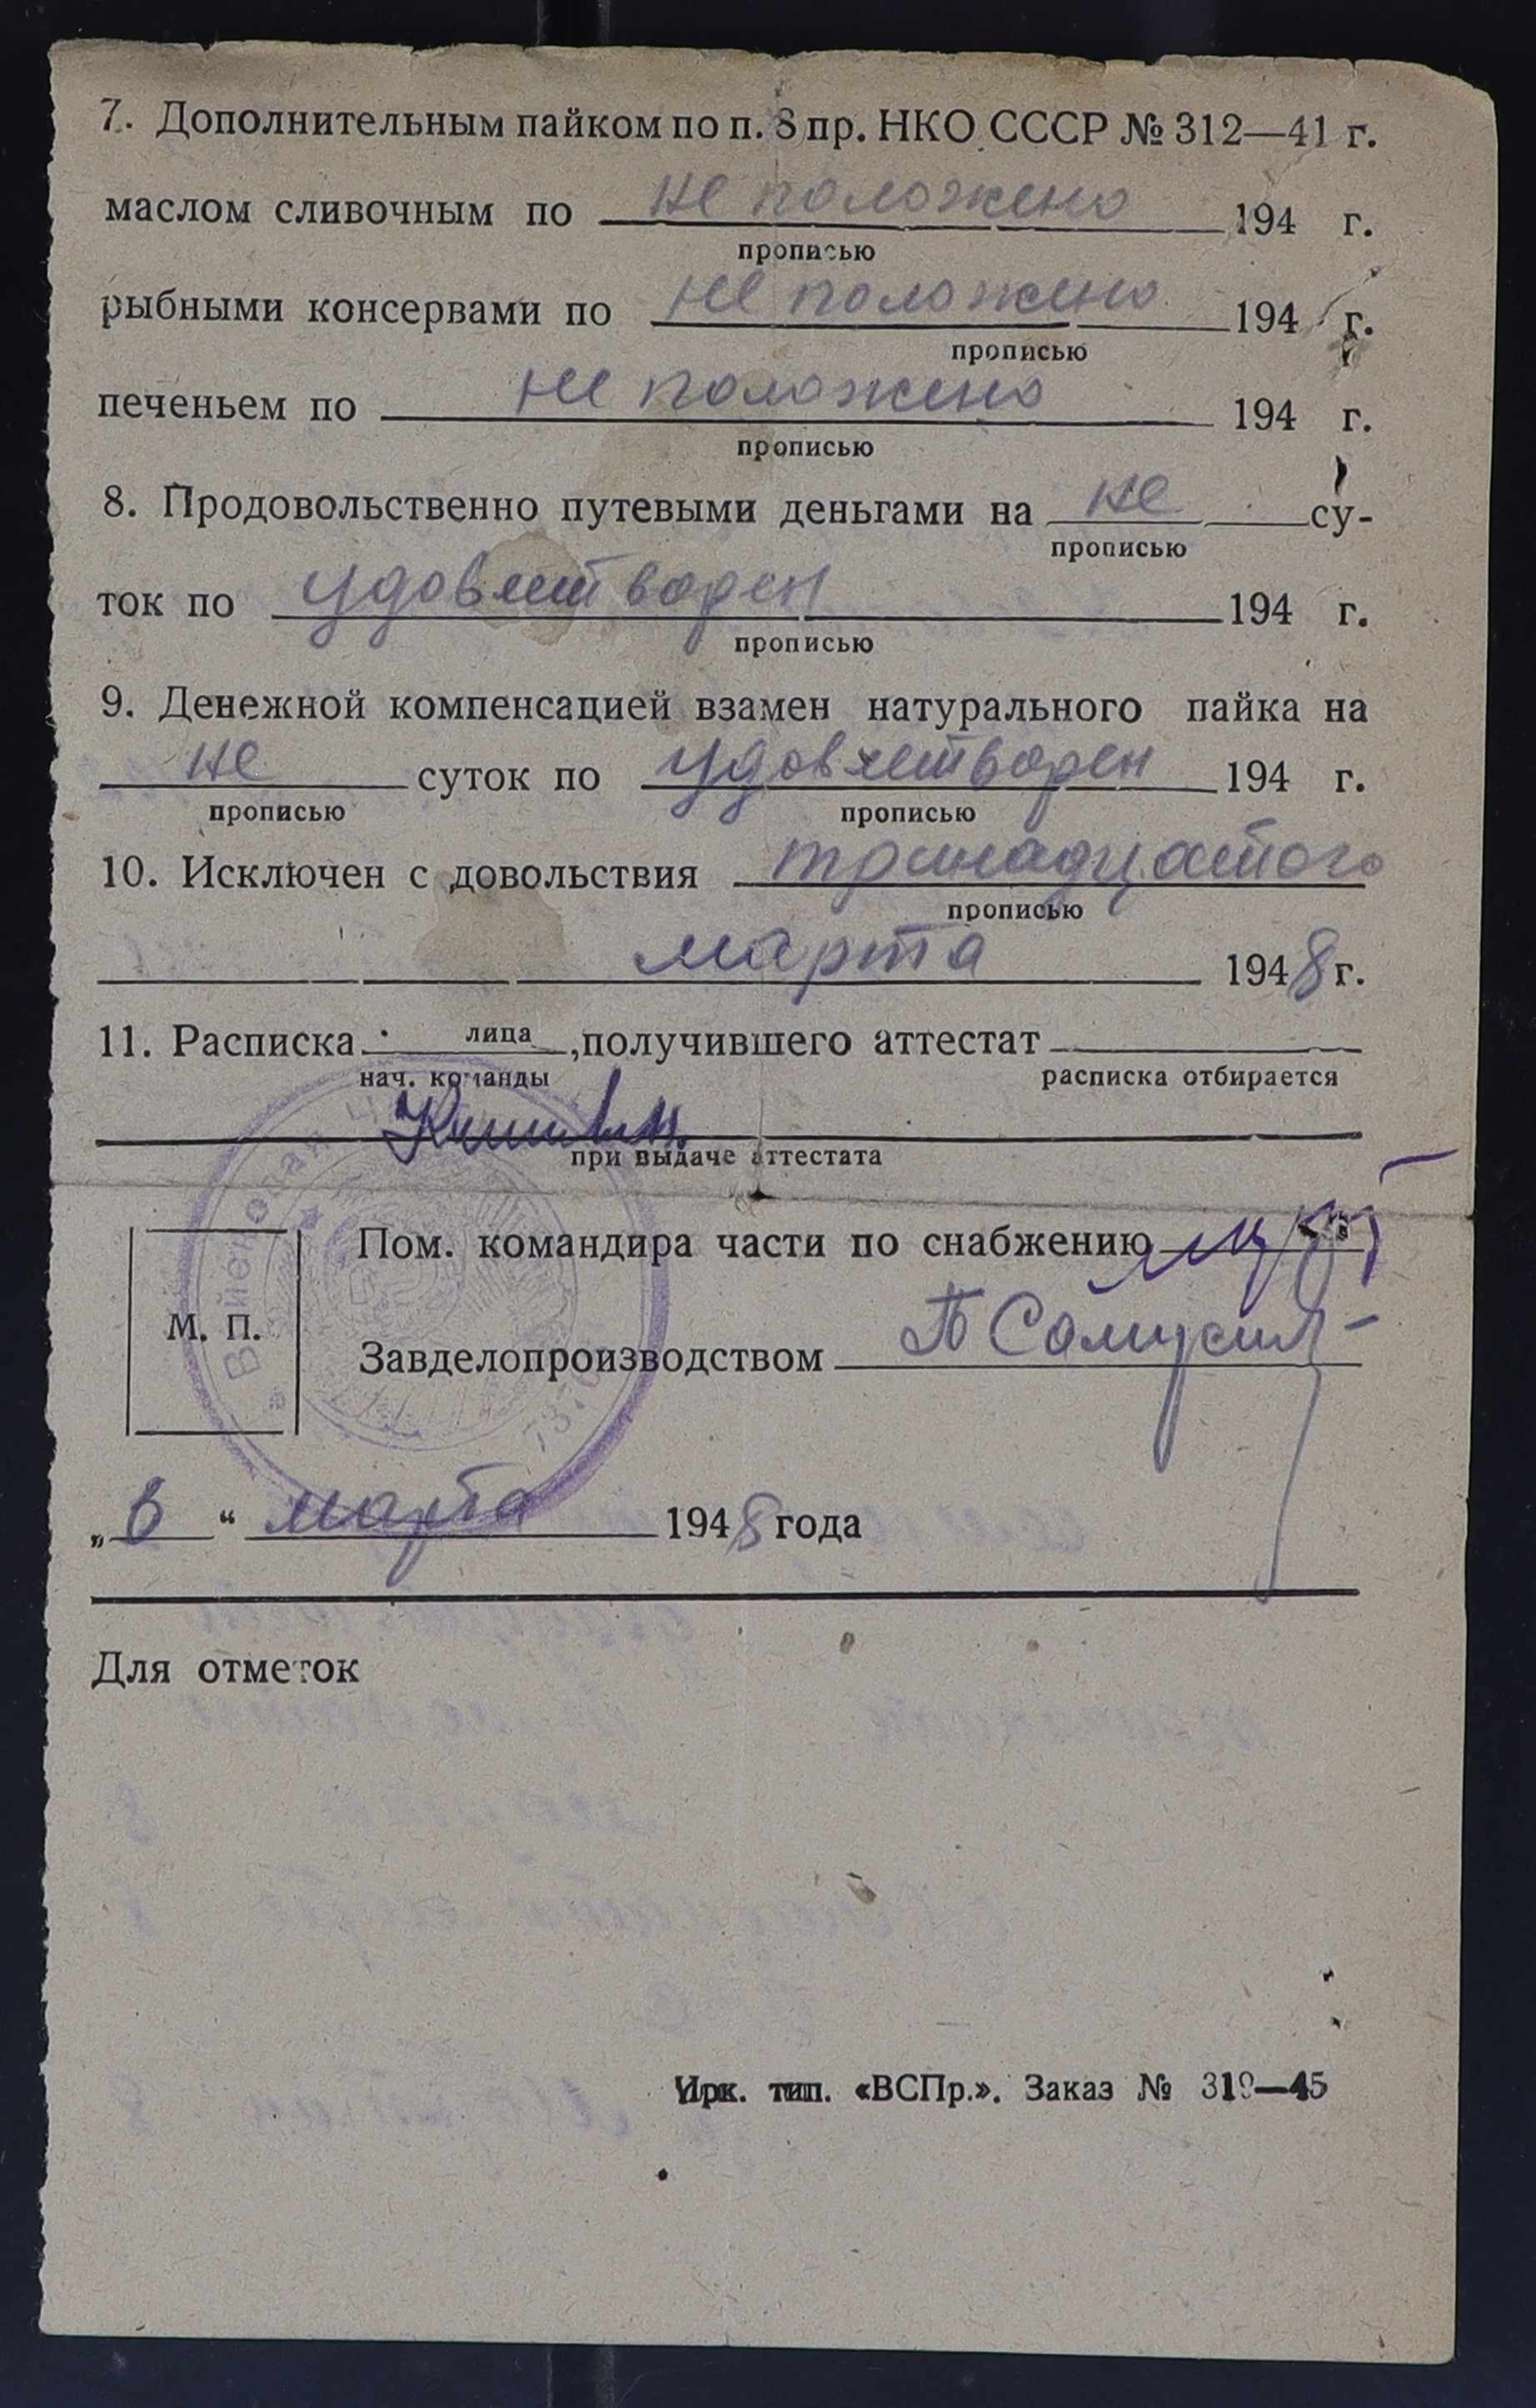 7. Дополнительным пайком по п. 8 пр. НКО СССР № 312—41 г.
маслом сливочным по не положено 194 г.
прописью
рыбными консервами по не положено 194 г.
прописью
печеньем по не положено 194 г.
прописью
8. Продовольственно путевыми деньгами на не су-
прописью
ток по удовлетворен 194 г.
прописью
9. Денежной компенсацией взамен натурального пайка на
не суток по удовлетворен 194 г.
прописью прописью
10. Исключен с довольствия тринадцатого
прописью
марта 1948 г.
11. Расписка лица, получившего аттестат
нач. команды расписка отбирается
при выдаче аттестата
Пом. командира части по снабжению
М. П.
Завделопроизводством
„6“ марта 1948 года
Для отметок
Ирк. тип. «ВСПр.». Заказ № 319—45